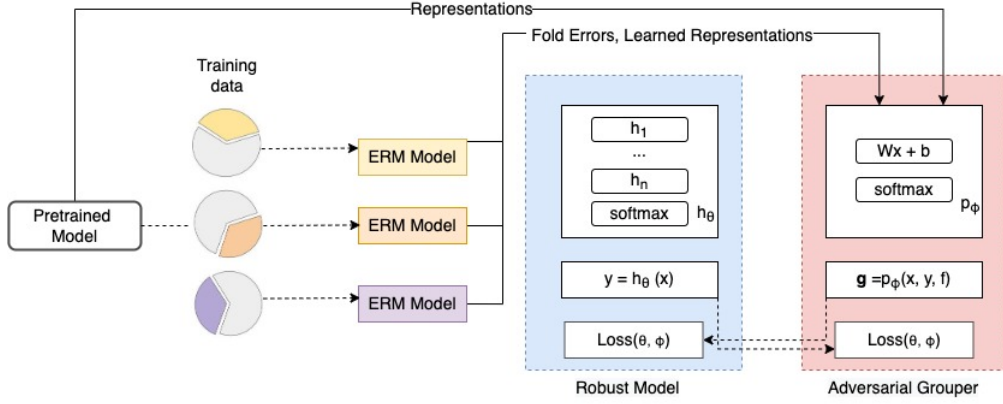 Representations
Fold Errors, Learned Representations
Training
data
ERM Model
ERM Model
ERM Model
Pretrained
Model
h1
...
hn
softmax
hθ
y = hθ (x)
Loss(θ, ϕ)
Robust Model
Wx + b
softmax
pϕ
g =pϕ(x, y, f)
Loss(θ, ϕ)
Adversarial Grouper